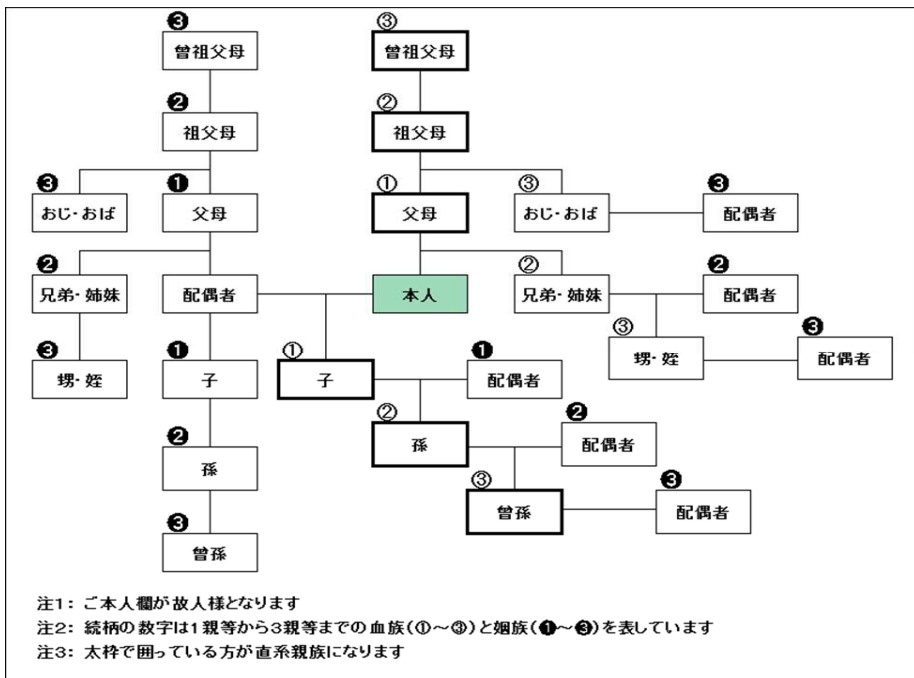 ❸ ③
曾祖父母 曾祖父母
❷ ②
祖父母 祖父母
❸ ❶ ① ③ ❸
おじ・おば 父母 父母 おじ・おば 配偶者
❷ ② ❷
兄弟・姉妹 配偶者 本人 兄弟・姉妹 配偶者
❸ ❶ ① ❶ ③ ❸
甥・姪 子 子 配偶者 甥・姪 配偶者
❷ ② ❷
孫 孫 配偶者
❸ ③ ❸
曾孫 曾孫 配偶者
注1: ご本人欄が故人様となります
注2: 続柄の数字は1親等から3親等までの血族(①～③)と姻族(❶～❸)を表しています
注3: 太枠で囲っている方が直系親族になります